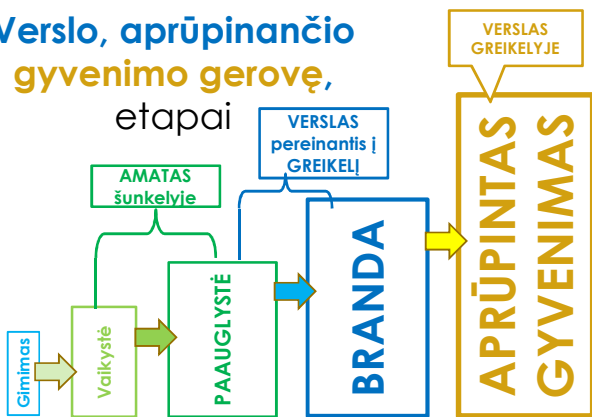 Verslo, aprūpinančio
gyvenimo gerovę,
etapai
VERSLAS
GREIKELYJE
VERSLAS
pereinantis į
GREIKELĮ
AMATAS
šunkelyje
Gimimas
Vaikystė
PAAUGLYSTĖ
BRANDA
APRŪPINTAS
GYVENIMAS